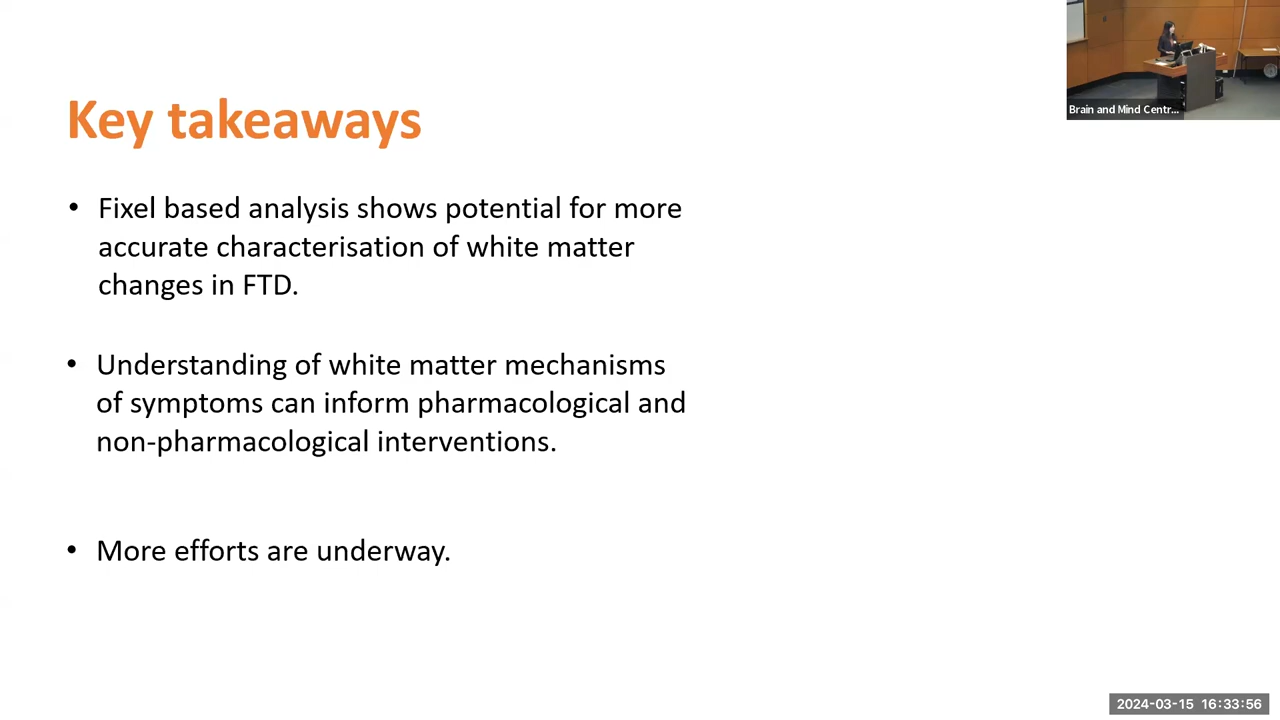 Brain and Mind Centr...
Key takeaways
• Fixel based analysis shows potential for more
accurate characterisation of white matter
changes in FTD.
• Understanding of white matter mechanisms
of symptoms can inform pharmacological and
non-pharmacological interventions.
• More efforts are underway.
2024-03-15 16:33:56